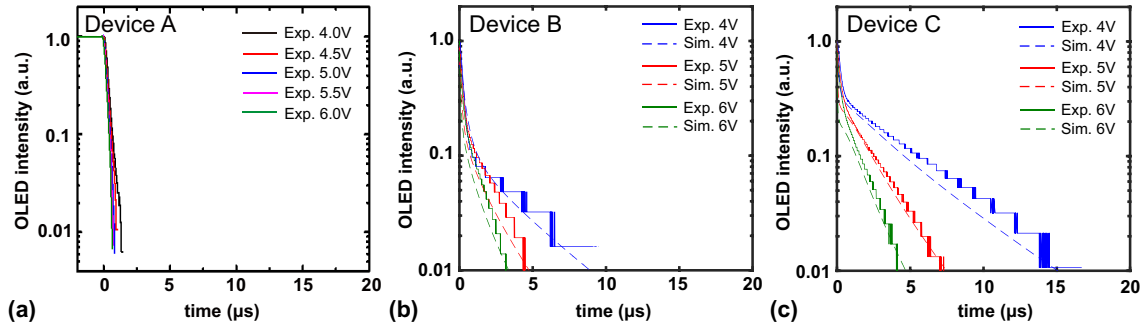 Device A
Exp. 4.0V
Exp. 4.5V
Exp. 5.0V
Exp. 5.5V
Exp. 6.0V
OLED intensity (a.u.)
1.0
0.1
0.01
0 5 10 15 20
time (µs)
(a)
Device B
Exp. 4V
Sim. 4V
Exp. 5V
Sim. 5V
Exp. 6V
Sim. 6V
OLED intensity (a.u.)
1.0
0.1
0.01
0 5 10 15 20
time (µs)
(b)
Device C
Exp. 4V
Sim. 4V
Exp. 5V
Sim. 5V
Exp. 6V
Sim. 6V
OLED intensity (a.u.)
1.0
0.1
0.01
0 5 10 15 20
time (µs)
(c)